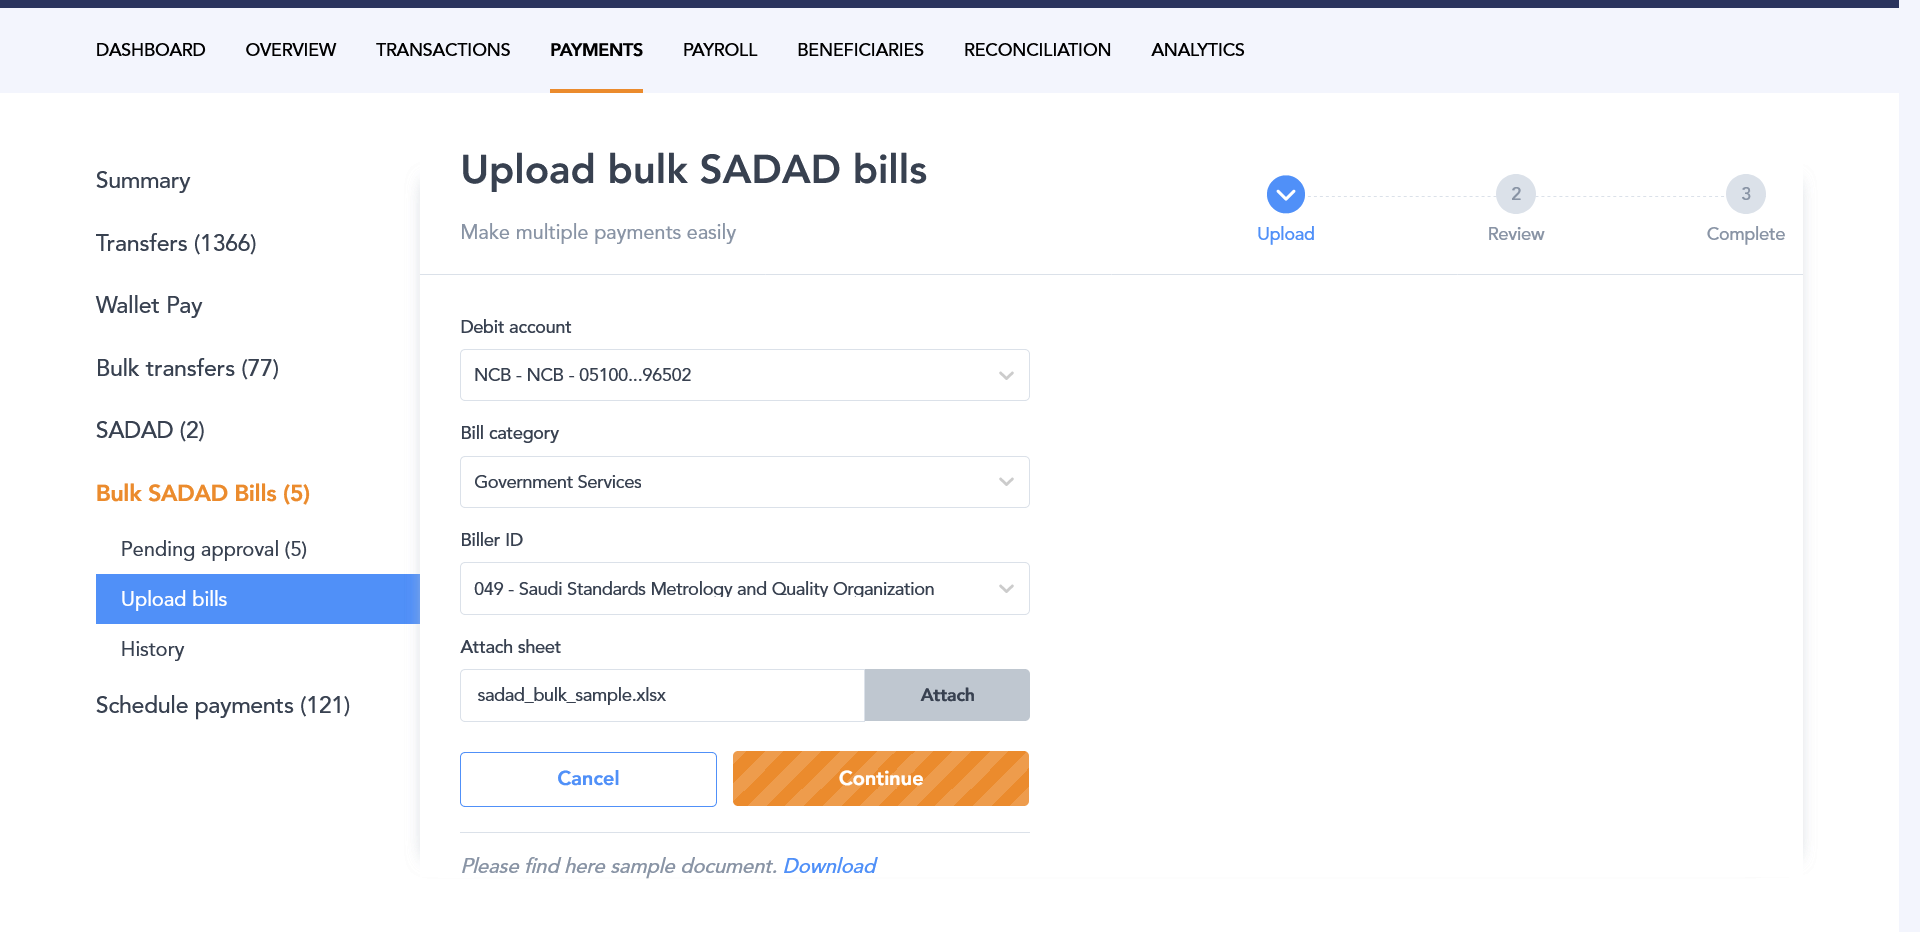 DASHBOARD OVERVIEW TRANSACTIONS PAYMENTS PAYROLL BENEFICIARIES RECONCILIATION ANALYTICS
Summary
Transfers (1366)
Wallet Pay
Bulk transfers (77)
SADAD (2)
Bulk SADAD Bills (5)
Pending approval (5)
Upload bills
History
Schedule payments (121)
Upload bulk SADAD bills
Make multiple payments easily
2 3
Upload Review Complete
Debit account
NCB - NCB - 05100...96502
Bill category
Government Services
Biller ID
049 - Saudi Standards Metrology and Quality Organization
Attach sheet
sadad_bulk_sample.xlsx Attach
Cancel Continue
Please find here sample document. Download